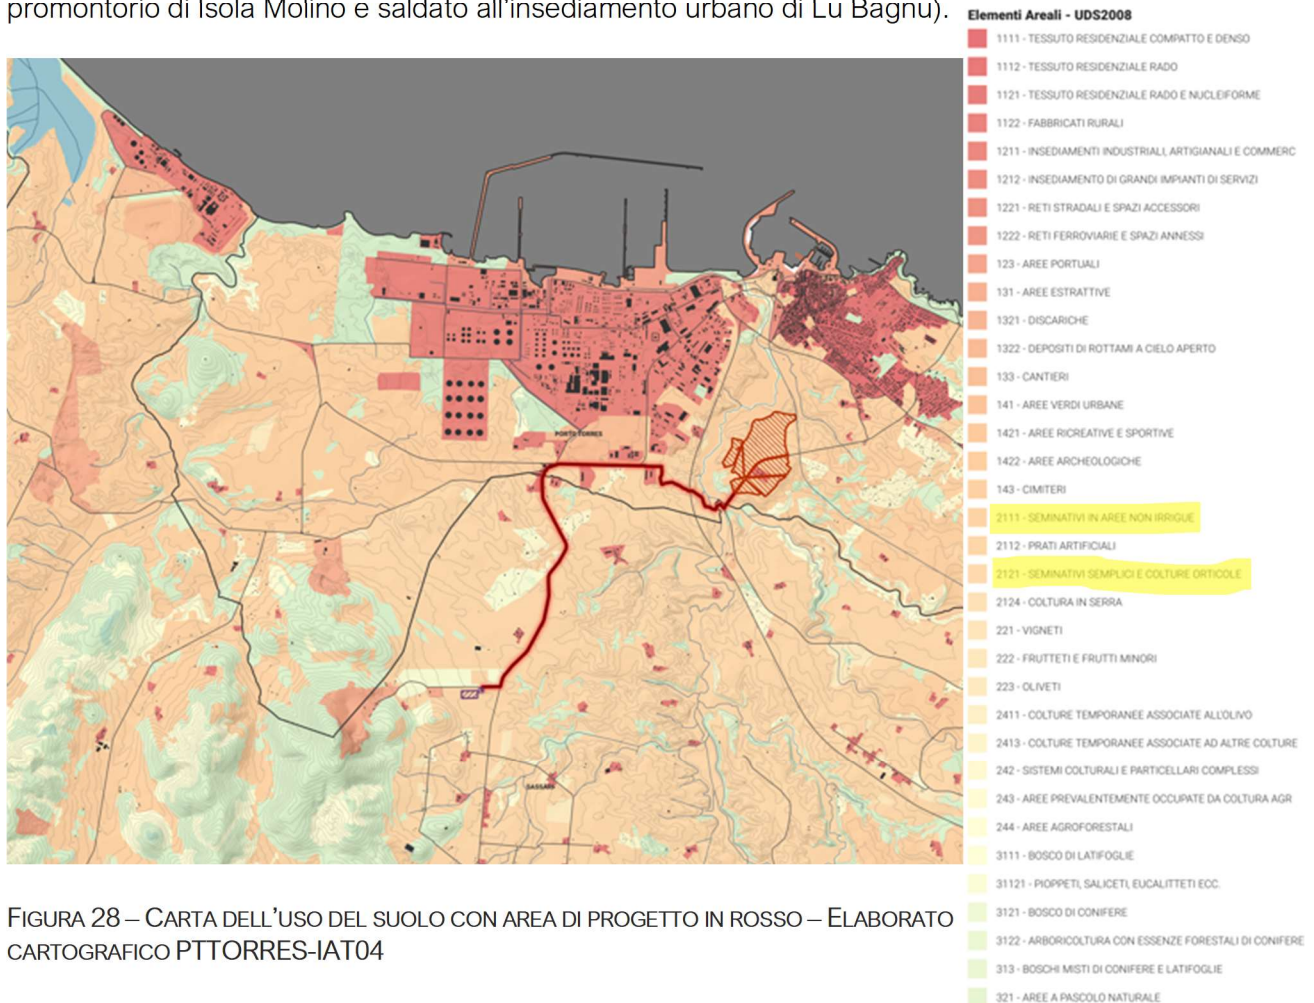 promontorio di Isola Molino e saldato all'insediamento urbano di Lu Bagnu).
Elementi Areali - UDS2008
1111 - TESSUTO RESIDENZIALE COMPATTO E DENSO
1112 - TESSUTO RESIDENZIALE RADO
1121 - TESSUTO RESIDENZIALE RADO E NUCLEIFORME
1122 - FABBRICATI RURALI
1211 - INSEDIAMENTI INDUSTRIALI, ARTIGIANALI E COMMERC
1212 - INSEDIAMENTO DI GRANDI IMPIANTI DI SERVIZI
1221 - RETI STRADALI E SPAZI ACCESSORI
1222 - RETI FERROVIARIE E SPAZI ANNESSI
123 - AREE PORTUALI
131 - AREE ESTRATTIVE
1321 - DISCARICHE
1322 - DEPOSITI DI ROTTAMI A CIELO APERTO
133 - CANTIERI
141 - AREE VERDI URBANE
1421 - AREE RICREATIVE E SPORTIVE
1422 - AREE ARCHEOLOGICHE
143 - CIMITERI
2111 - SEMINATIVI IN AREE NON IRRIGUE
2112 - PRATI ARTIFICIALI
2121 - SEMINATIVI SEMPLICI E COLTURE ORTICOLE
2124 - COLTURA IN SERRA
221 - VIGNETI
222 - FRUTTETI E FRUTTI MINORI
223 - OLIVETI
2411 - COLTURE TEMPORANEE ASSOCIATE ALL'OLIVO
2413 - COLTURE TEMPORANEE ASSOCIATE AD ALTRE COLTURE
242 - SISTEMI COLTURALI E PARTICELLARI COMPLESSI
243 - AREE PREVALENTEMENTE OCCUPATE DA COLTURA AGR
244 - AREE AGROFORESTALI
3111 - BOSCO DI LATIFOGLIE
31121 - PIOPPETI, SALICETI, EUCALITTETI ECC.
3121 - BOSCO DI CONIFERE
3122 - ARBORICOLTURA CON ESSENZE FORESTALI DI CONIFERE
313 - BOSCHI MISTI DI CONIFERE E LATIFOGLIE
321 - AREE A PASCOLO NATURALE
PORTO TORRES
SASSARI
FIGURA 28 – CARTA DELL'USO DEL SUOLO CON AREA DI PROGETTO IN ROSSO – ELABORATO
CARTOGRAFICO PTTORRES-IAT04